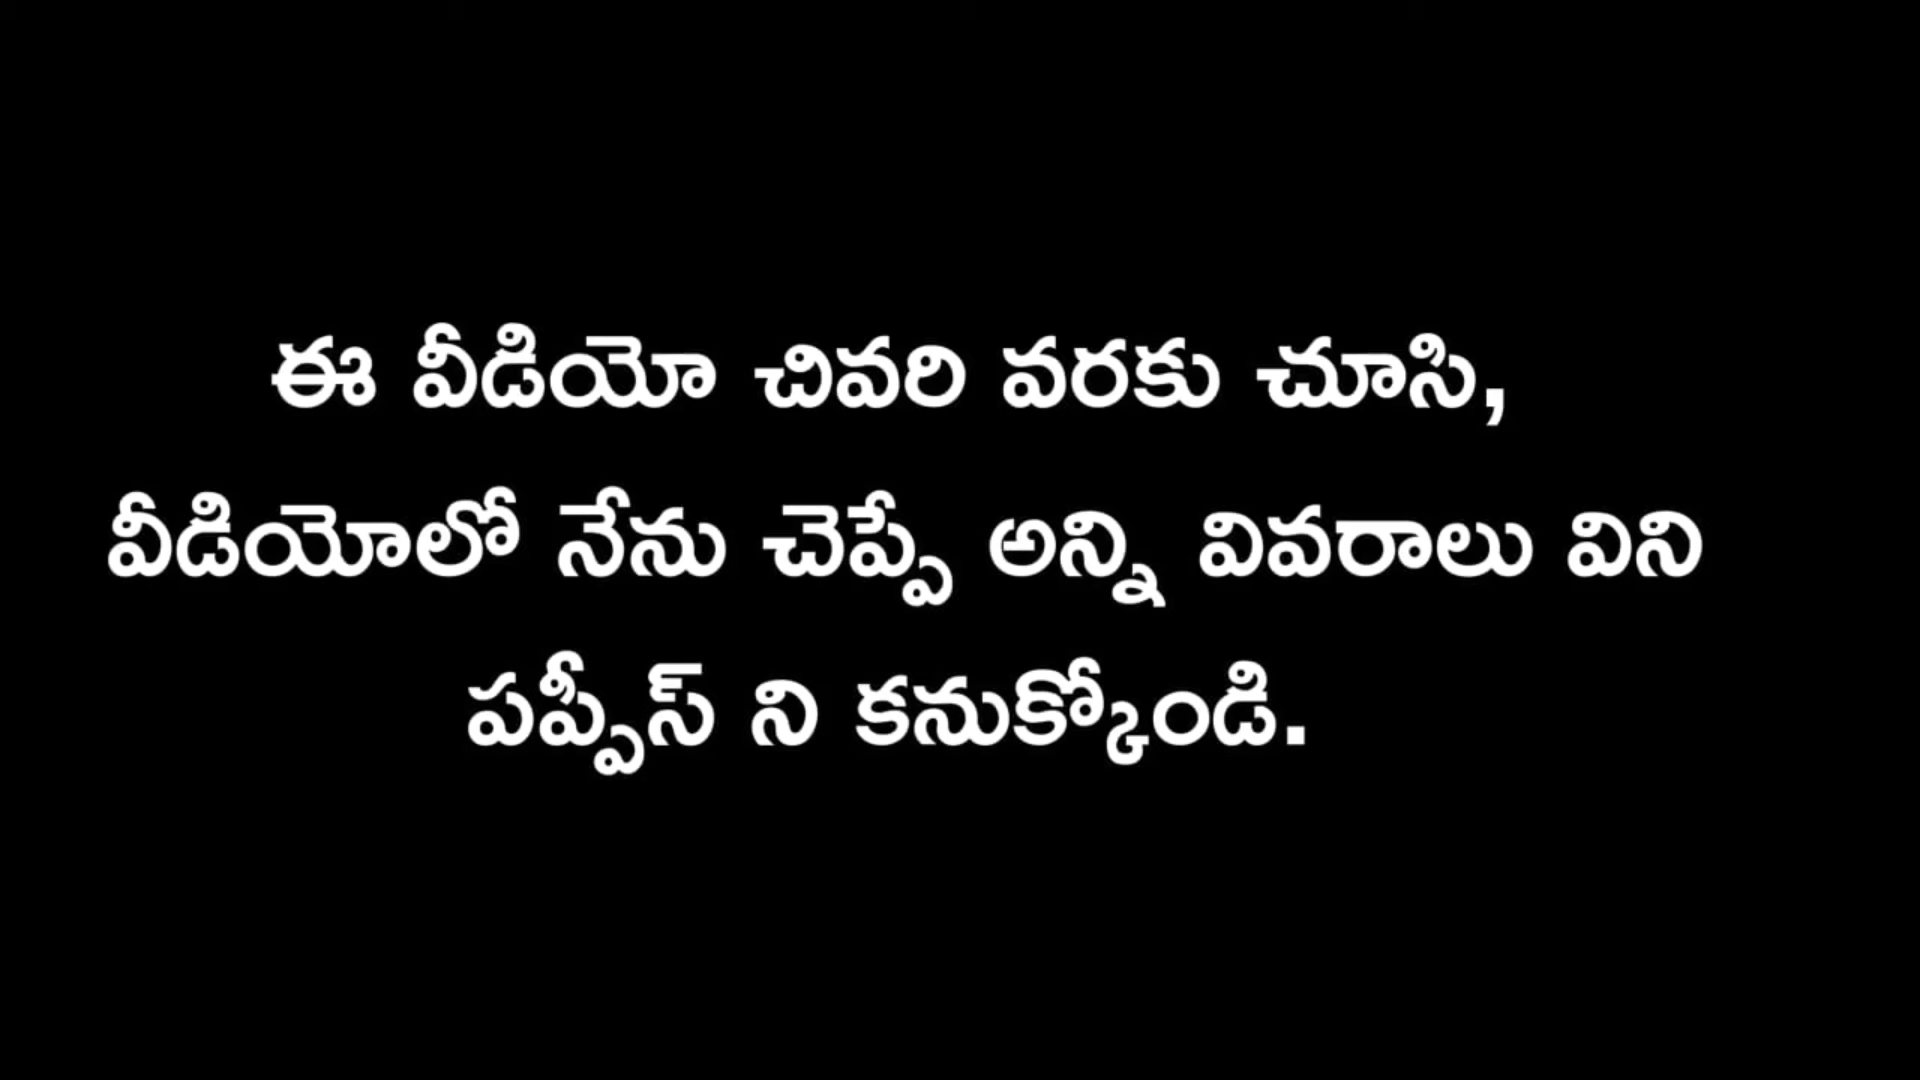 ఈ వీడియో చివరి వరకు చూసి,
వీడియోలో నేను చెప్పే అన్ని వివరాలు విని
పప్పీస్ ని కనుక్కోండి.